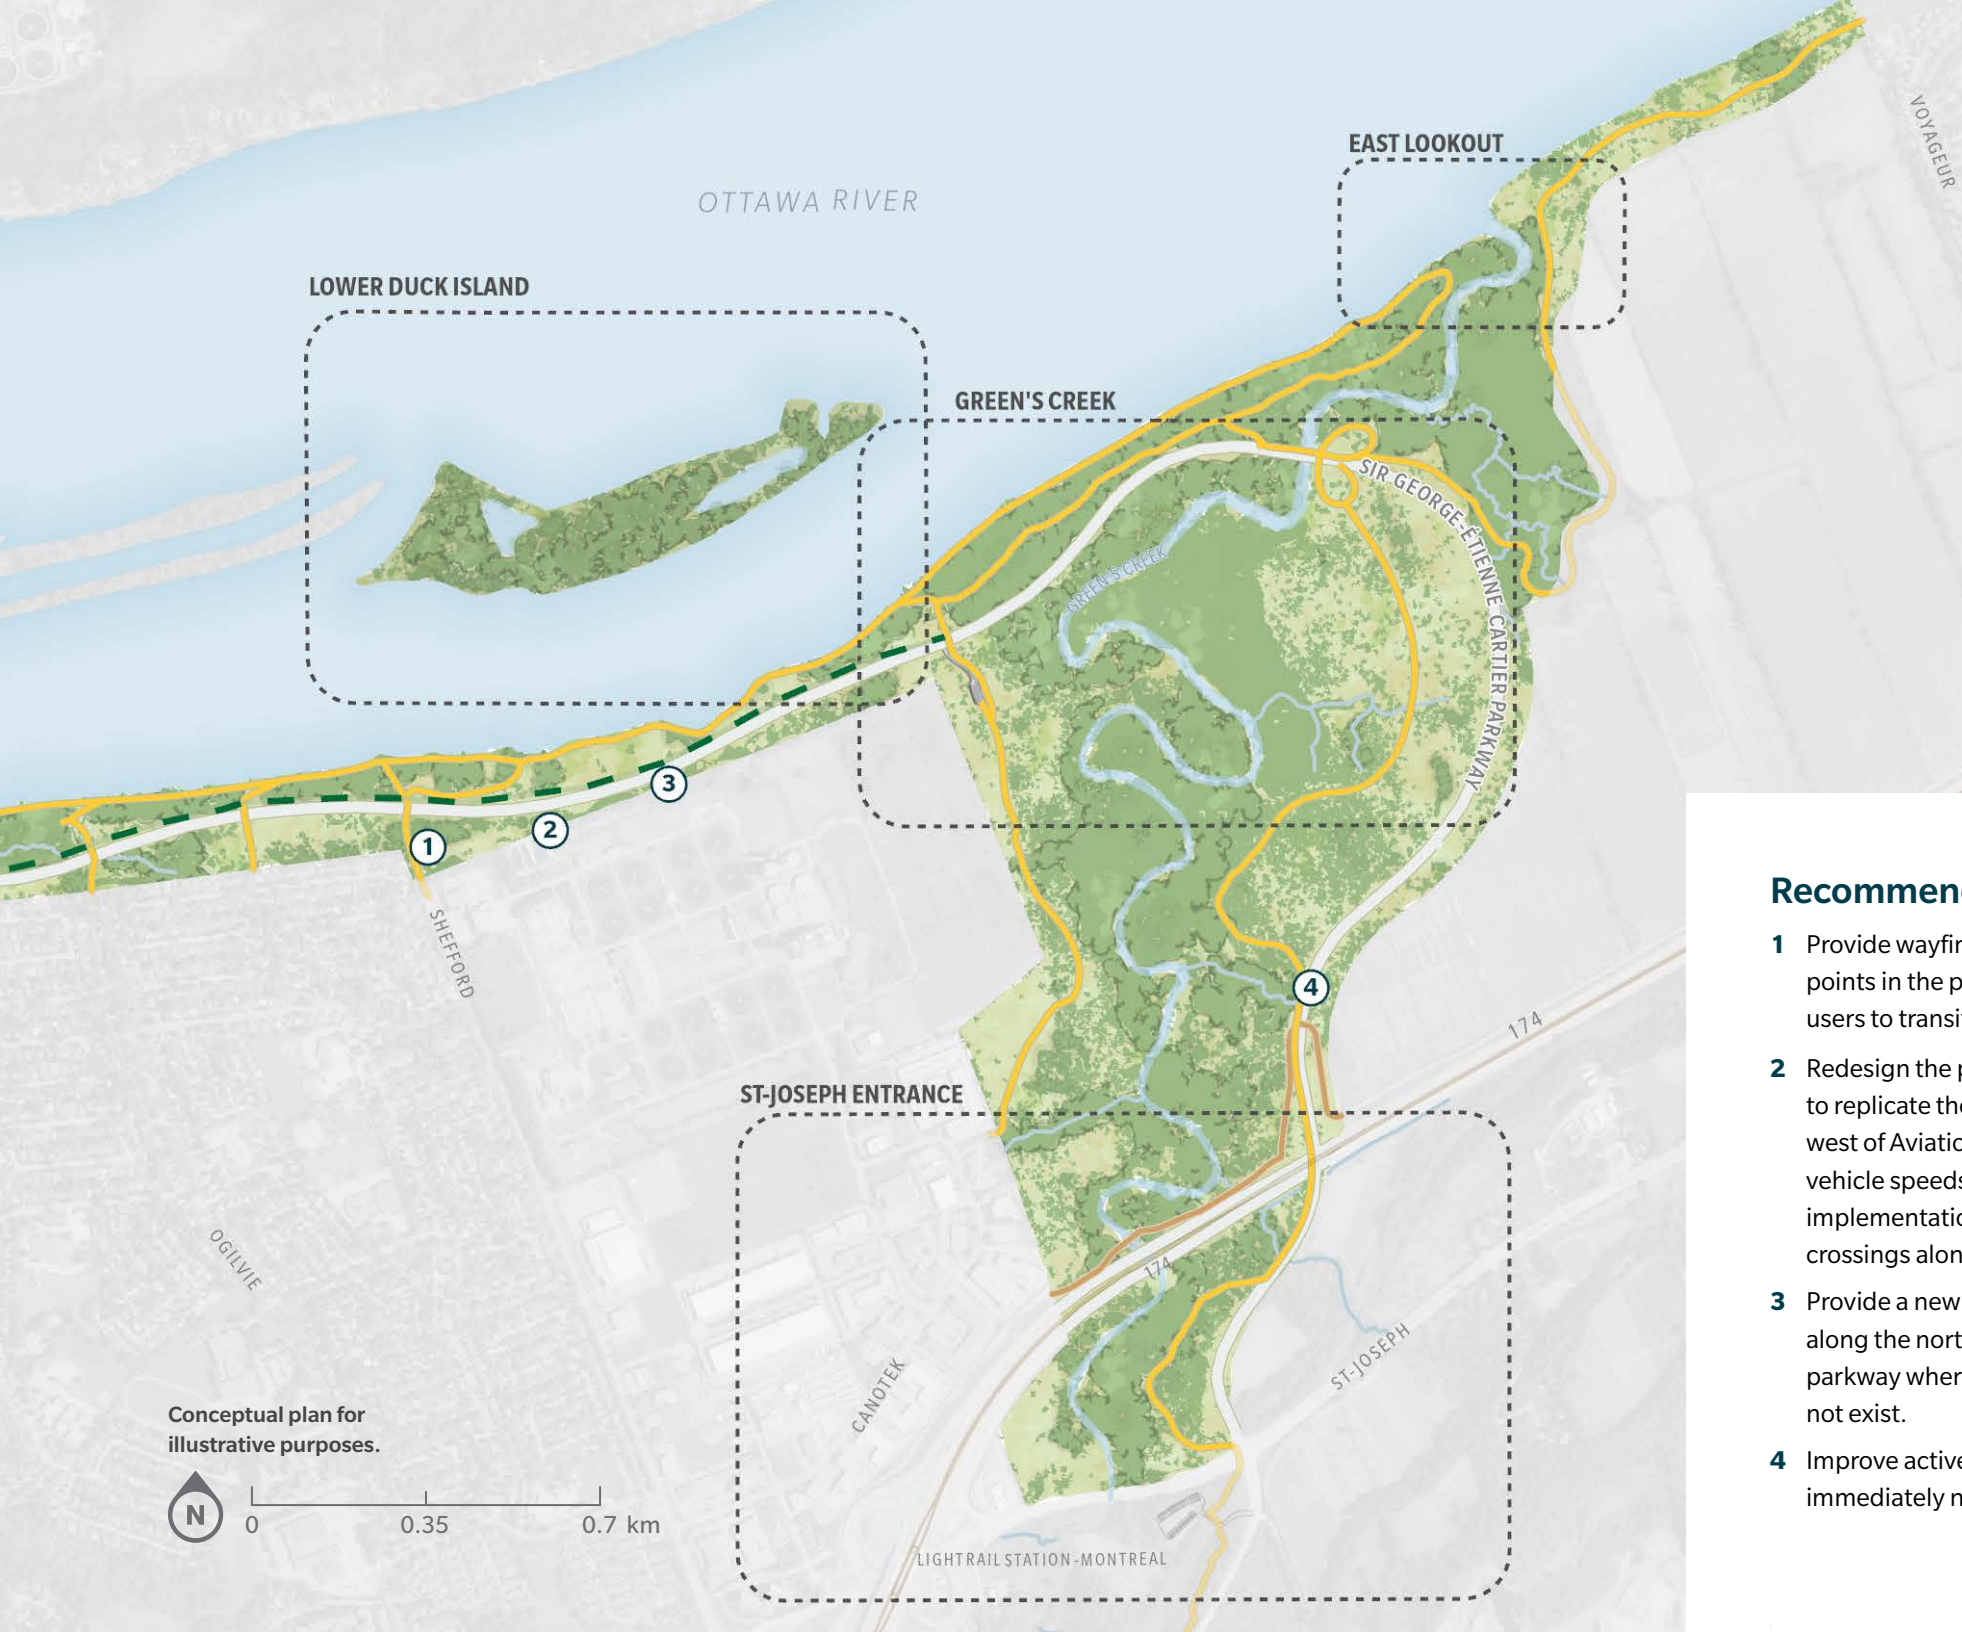 VOYAGEUR
EAST LOOKOUT
OTTAWA RIVER
LOWER DUCK ISLAND
GREEN'S CREEK
SIR GEORGE-ÉTIENNE CARTIER PARKWAY
GREEN'S CREEK
3
2
1
SHEFFORD
4
174
ST-JOSEPH ENTRANCE
OGILVIE
174
ST-JOSEPH
CANOTEK
LIGHTRAIL STATION-MONTREAL
Conceptual plan for
illustrative purposes.
N
0 0.35 0.7 km
Recommen
1 Provide wayfin
points in the p
users to transi
2 Redesign the p
to replicate the
west of Aviatio
vehicle speeds
implementatio
crossings alon
3 Provide a new
along the nort
parkway wher
not exist.
4 Improve active
immediately n